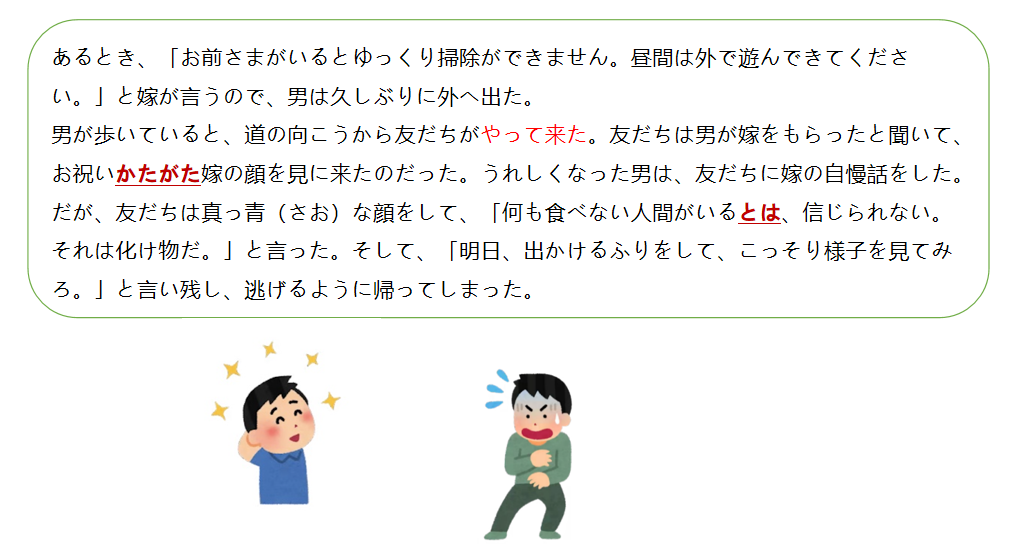 あるとき、「お前さまがいるとゆっくり掃除ができません。昼間は外で遊んできてくださ
い。」と嫁が言うので、男は久しぶりに外へ出た。
男が歩いていると、道の向こうから友だちがやって来た。友だちは男が嫁をもらったと聞いて、
お祝いかたがた嫁の顔を見に来たのだった。うれしくなった男は、友だちに嫁の自慢話をした。
だが、友だちは真っ青（さお）な顔をして、「何も食べない人間がいるとは、信じられない。
それは化け物だ。」と言った。そして、「明日、出かけるふりをして、こっそり様子を見てみ
ろ。」と言い残し、逃げるように帰ってしまった。